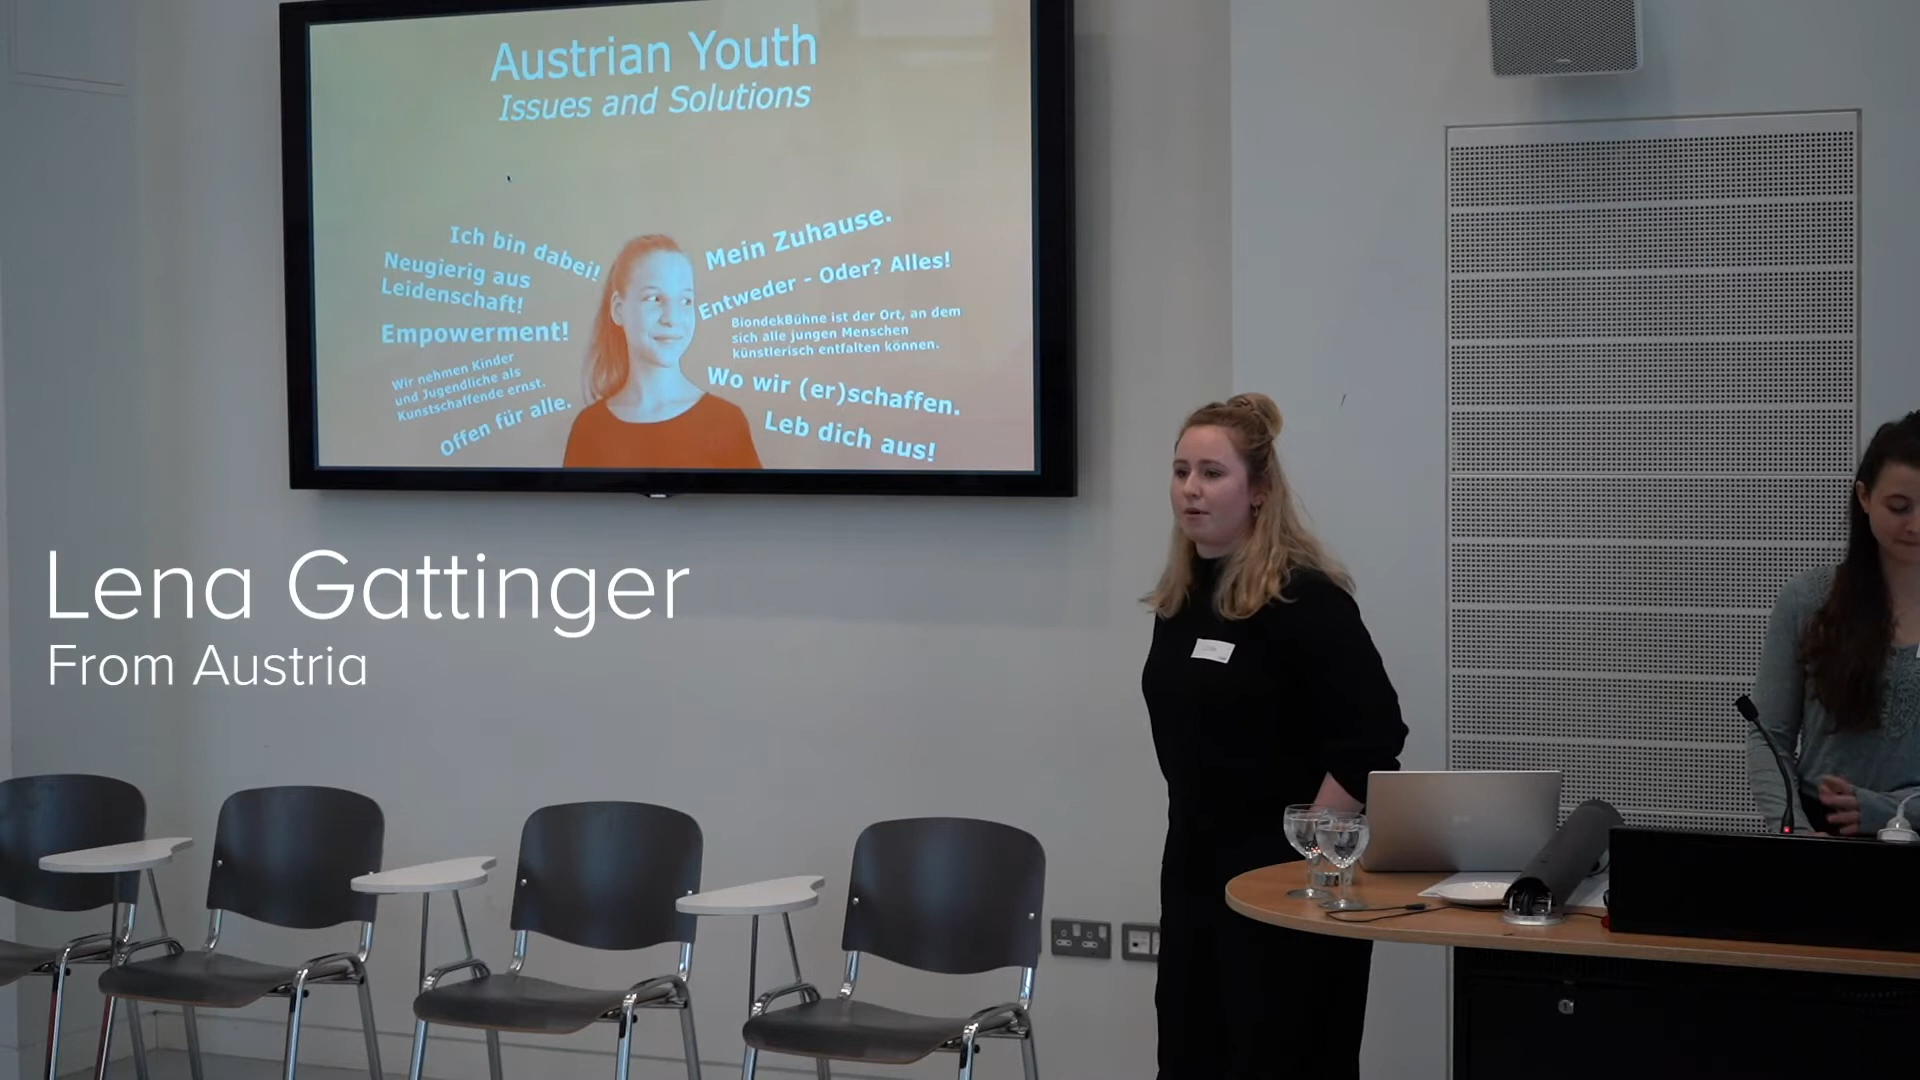 Austrian Youth
Issues and Solutions
Ich bin dabei!
Neugierig aus
Leidenschaft!
Empowerment!
Wir nehmen Kinder
und Jugendliche als
Kunstschaffende ernst.
Offen für alle.
Mein Zuhause.
Entweder - Oder? Alles!
BiondekBühne ist der Ort, an dem
sich alle jungen Menschen
künstlerisch entfalten können.
Wo wir (er)schaffen.
Leb dich aus!
Lena Gattinger
From Austria